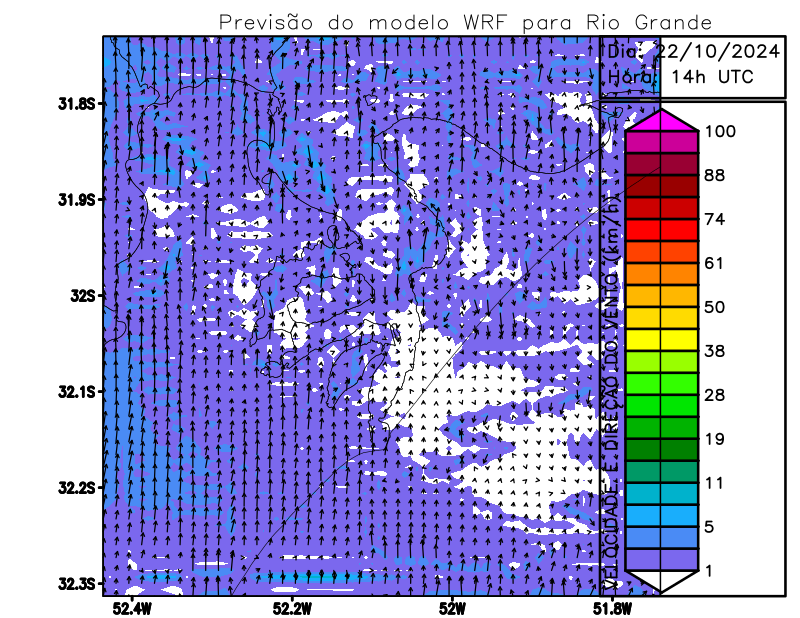 Previsão do modelo WRF para Rio Grande
Dia: 22/10/2024
Hora: 14h UTC
31.8S
31.9S
32S
32.1S
32.2S
32.3S
52.4W
52.2W
52W
51.8W
VELOCIDADE E DIREÇÃO DO VENTO (km/h)
100
88
74
61
50
38
28
19
11
5
1